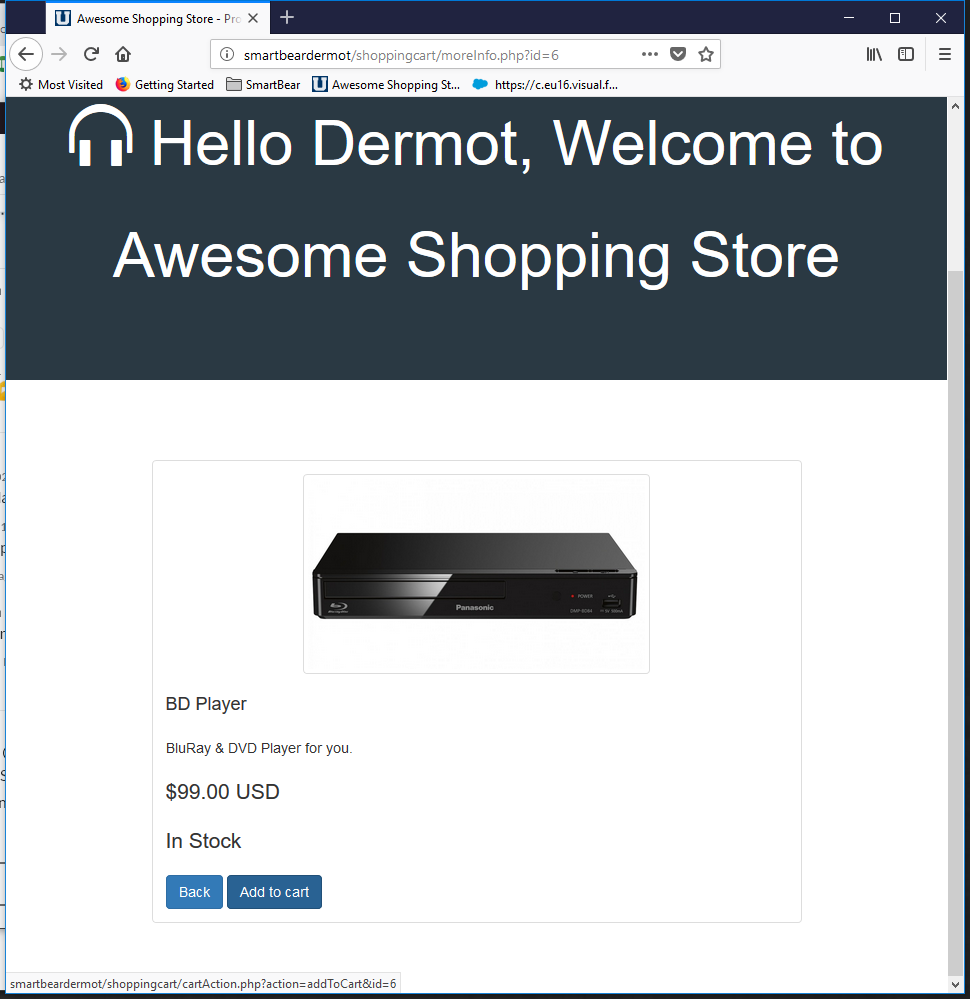 Awesome Shopping Store - Pro
smartbeardermot/shoppingcart/moreInfo.php?id=6
Most Visited
Getting Started
SmartBear
Awesome Shopping St...
https://c.eu16.visual.f...
Hello Dermot, Welcome to
Awesome Shopping Store
Panasonic
POWER
BD Player
BluRay & DVD Player for you.
$99.00 USD
In Stock
Back
Add to cart
smartbeardermot/shoppingcart/cartAction.php?action=addToCart&id=6